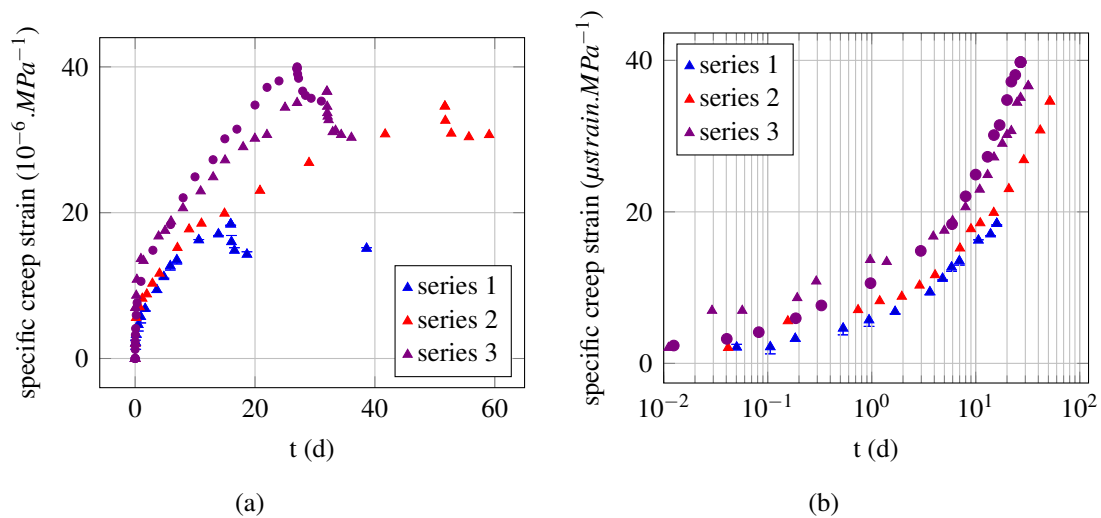 specific creep strain (10⁻⁶ .MPa⁻¹)
40
20
0
0
20
40
60
t (d)
series 1
series 2
series 3
(a)
specific creep strain (μstrain.MPa⁻¹)
40
20
0
10⁻²
10⁻¹
10⁰
10¹
10²
t (d)
series 1
series 2
series 3
(b)